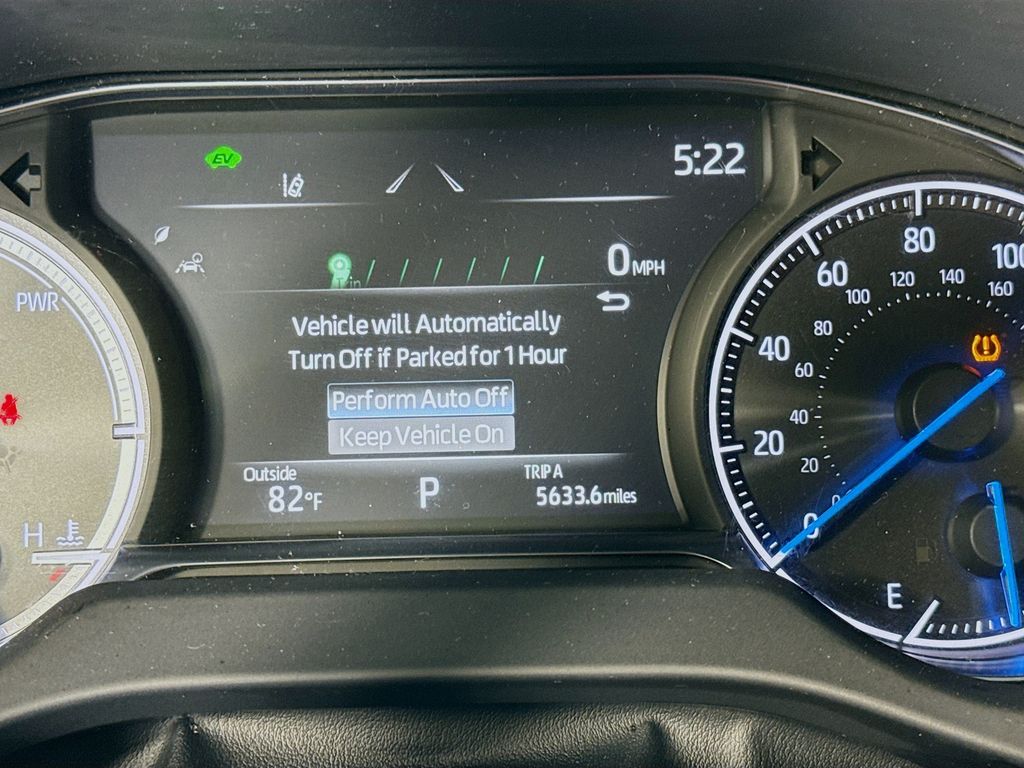 EV
5:22
0 MPH
Vehicle will Automatically
Turn Off if Parked for 1 Hour
Perform Auto Off
Keep Vehicle On
Outside
82°F
P
TRIP A
5633.6 miles
PWR
H
0
20
40
60
80
100
20
40
60
80
100
120
140
160
E